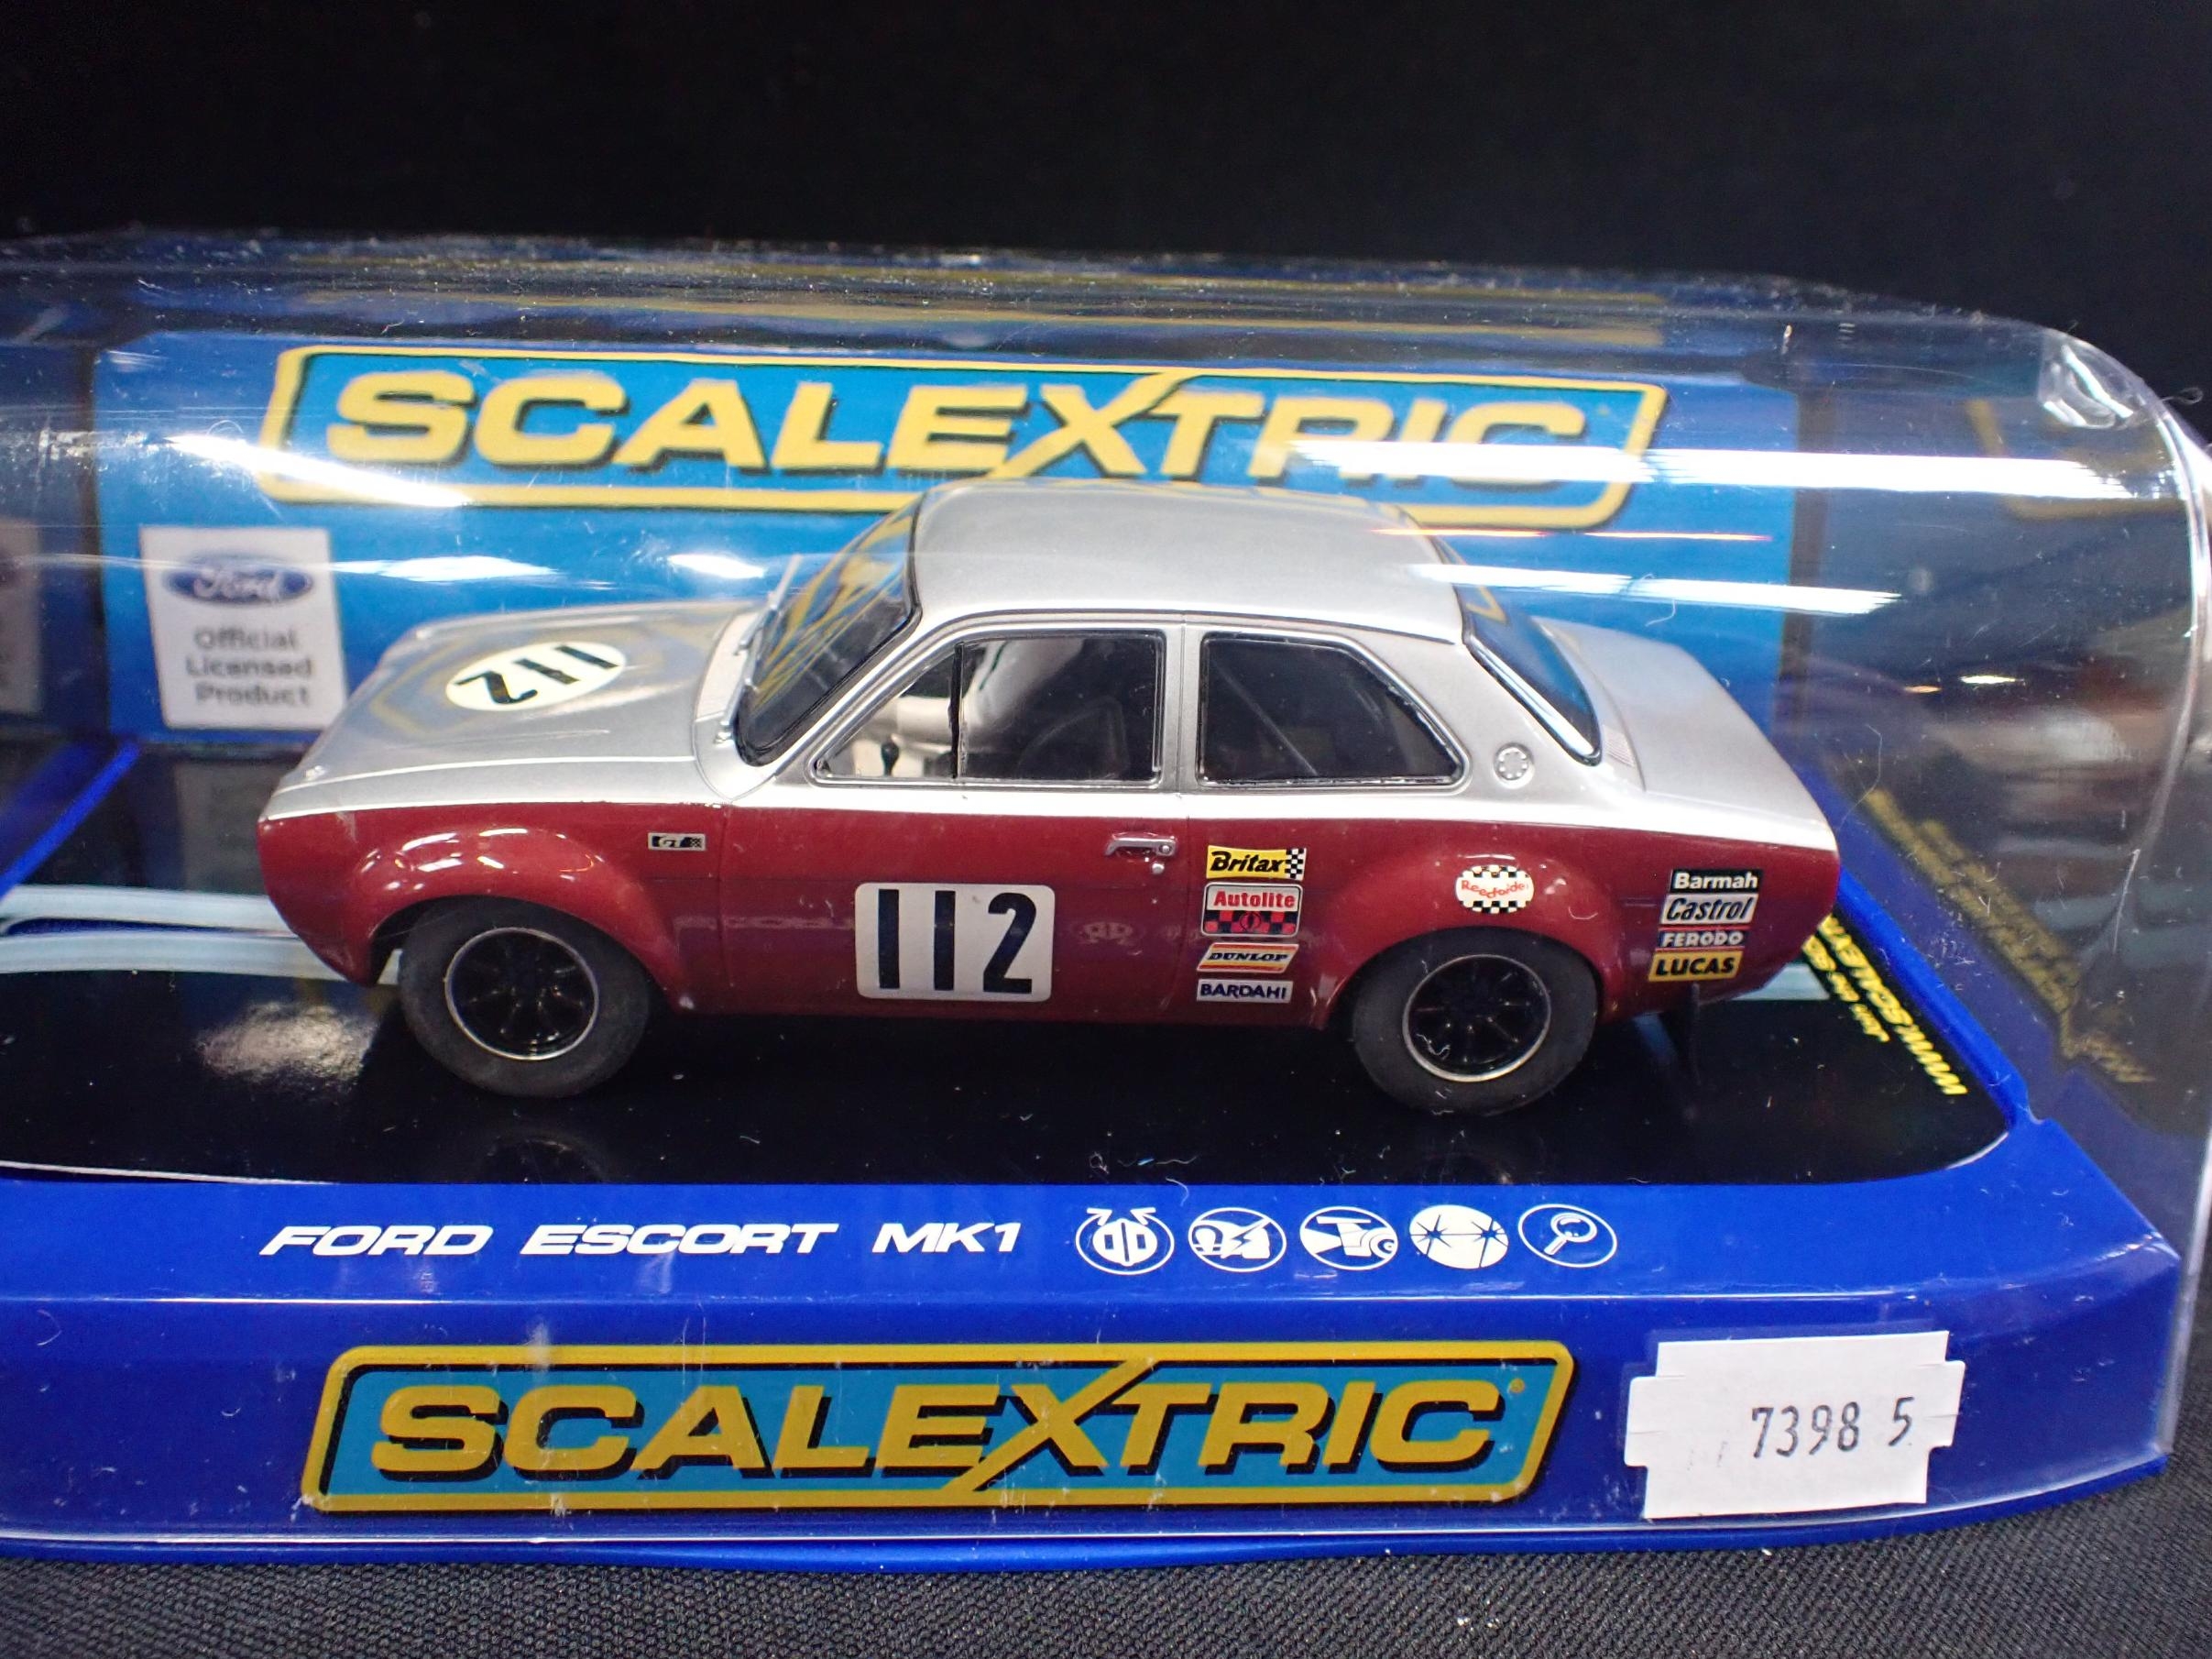 SCALEXTRIC
Ford
Official
Licensed
Product
112
GT
112
Britax
Autolite
DUNLOP
BARDAHL
Barmah
Castrol
FERODO
LUCAS
FORD ESCORT MK1
SCALEXTRIC
7398 5